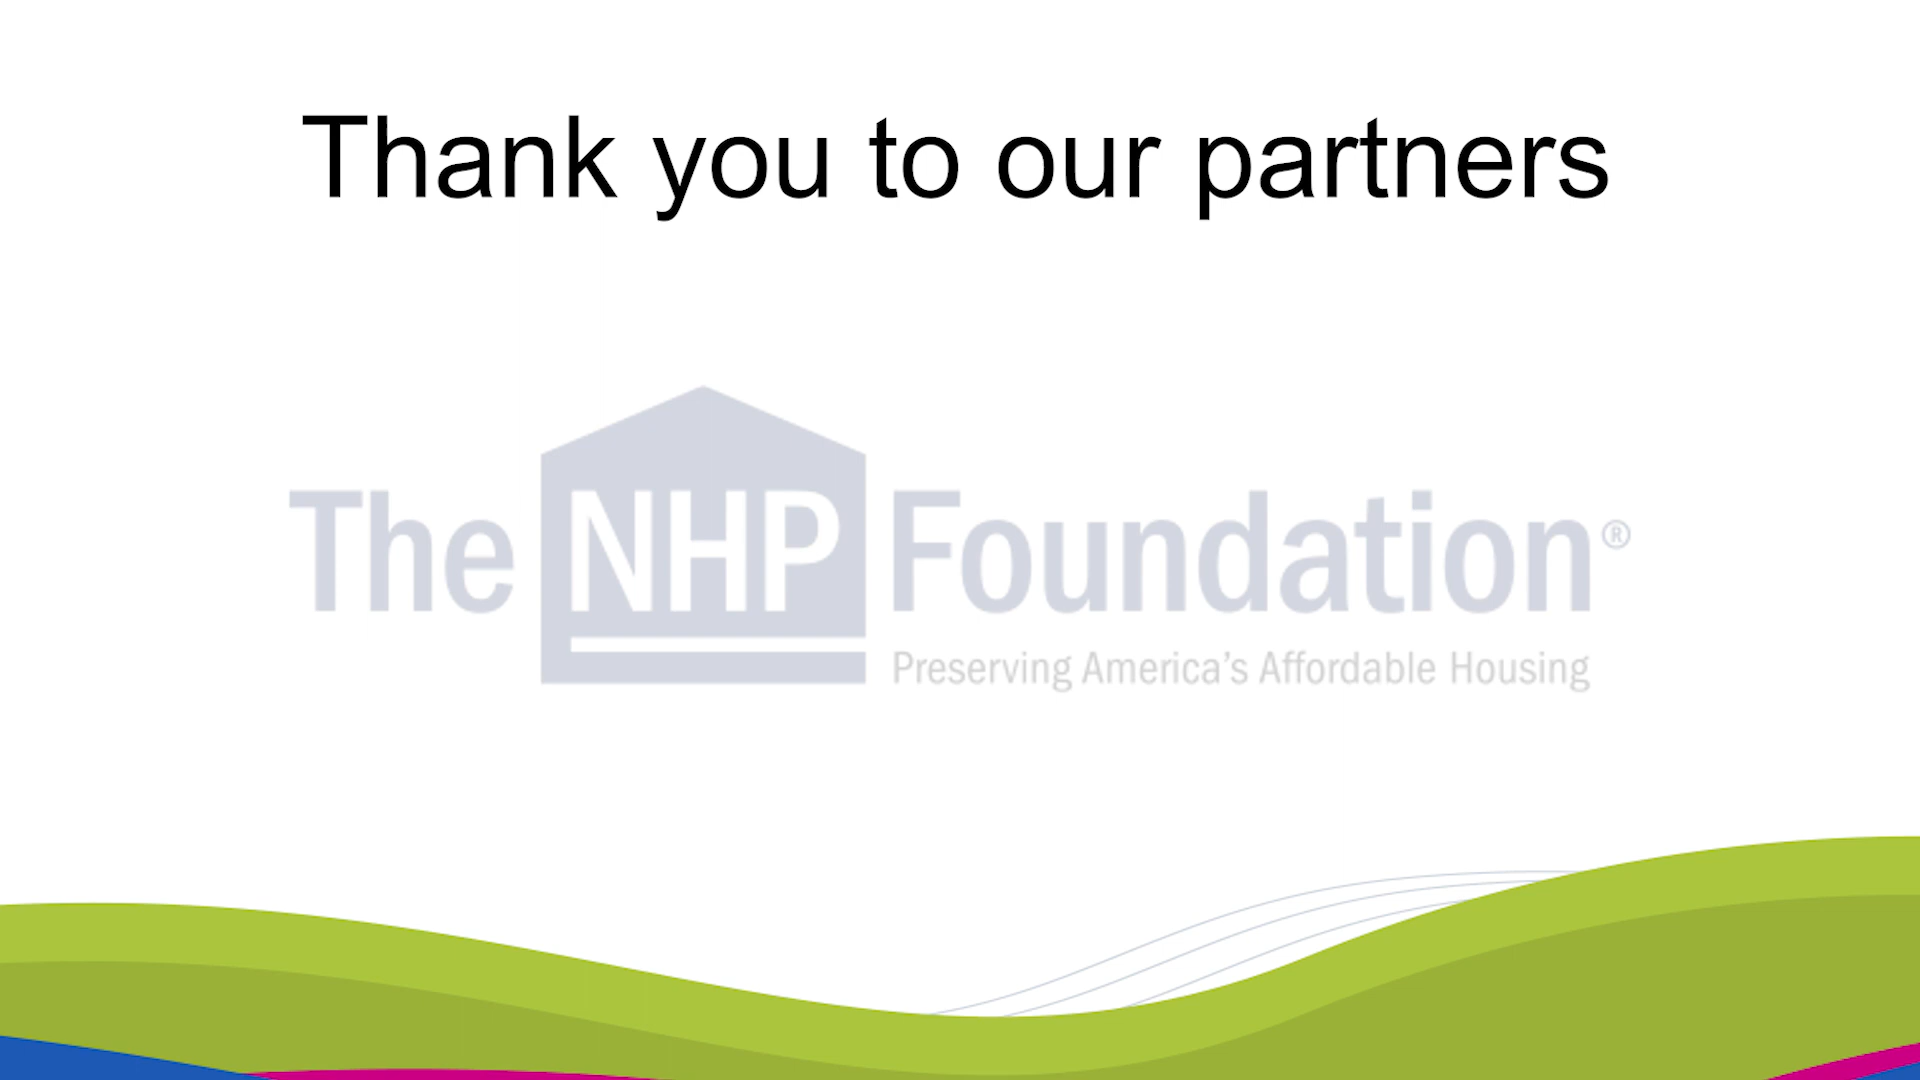 Thank you to our partners
The NHP Foundation®
Preserving America's Affordable Housing